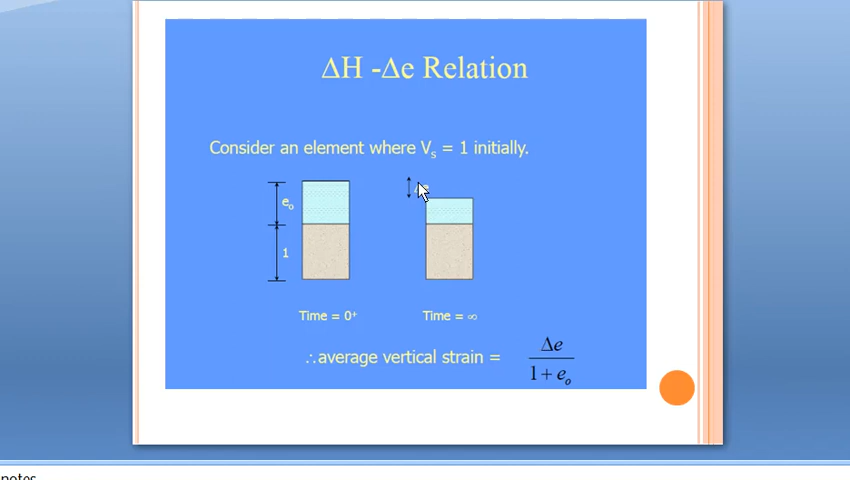 ΔH -Δe Relation
Consider an element where Vₛ = 1 initially.
eₒ
1
Time = 0⁺
Time = ∞
∴average vertical strain = Δe / 1 + eₒ
notes